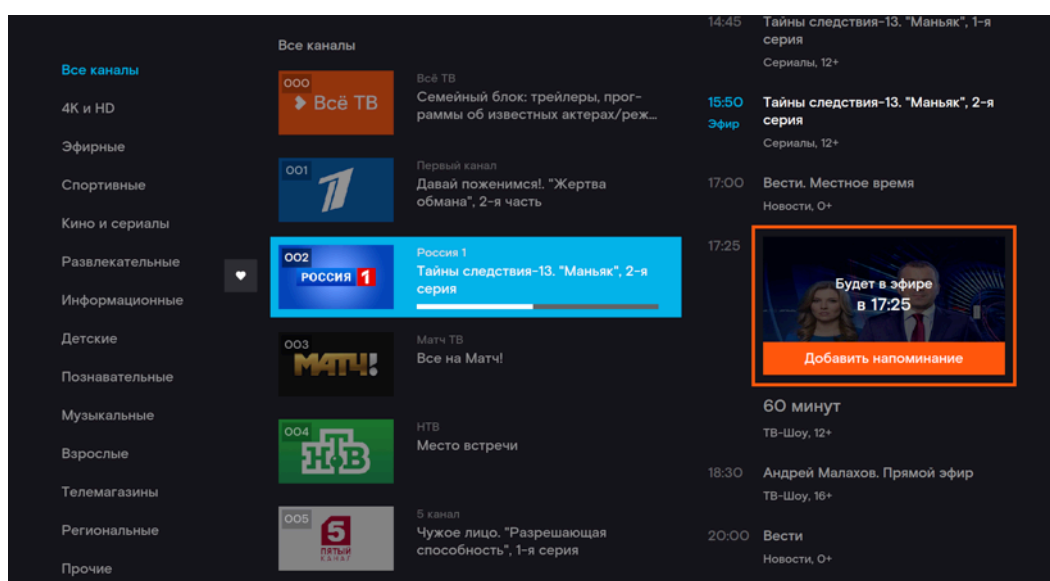 Все каналы
4K и HD
Эфирные
Спортивные
Кино и сериалы
Развлекательные
Информационные
Детские
Познавательные
Музыкальные
Взрослые
Телемагазины
Региональные
Прочие
Все каналы
000
Всё ТВ
Всё ТВ
Семейный блок: трейлеры, прог-
раммы об известных актерах/реж...
001
1
Первый канал
Давай поженимся!. "Жертва
обмана", 2-я часть
002
РОССИЯ 1
Россия 1
Тайны следствия-13. "Маньяк", 2-я
серия
003
МАТЧ!
Матч ТВ
Все на Матч!
004
НТВ
НТВ
Место встречи
005
5
ПЯТЫЙ
КАНАЛ
5 канал
Чужое лицо. "Разрешающая
способность", 1-я серия
14:45 Тайны следствия-13. "Маньяк", 1-я
серия
Сериалы, 12+
15:50 Тайны следствия-13. "Маньяк", 2-я
Эфир серия
Сериалы, 12+
17:00 Вести. Местное время
Новости, 0+
17:25
Будет в эфире
в 17:25
Добавить напоминание
60 минут
ТВ-Шоу, 12+
18:30 Андрей Малахов. Прямой эфир
ТВ-Шоу, 16+
20:00 Вести
Новости, 0+